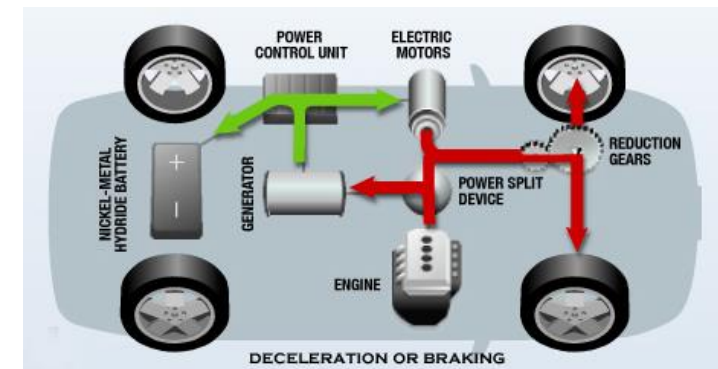 POWER
CONTROL UNIT
ELECTRIC
MOTORS
NICKEL-METAL
HYDRIDE BATTERY
+
−
GENERATOR
POWER SPLIT
DEVICE
REDUCTION
GEARS
ENGINE
DECELERATION OR BRAKING